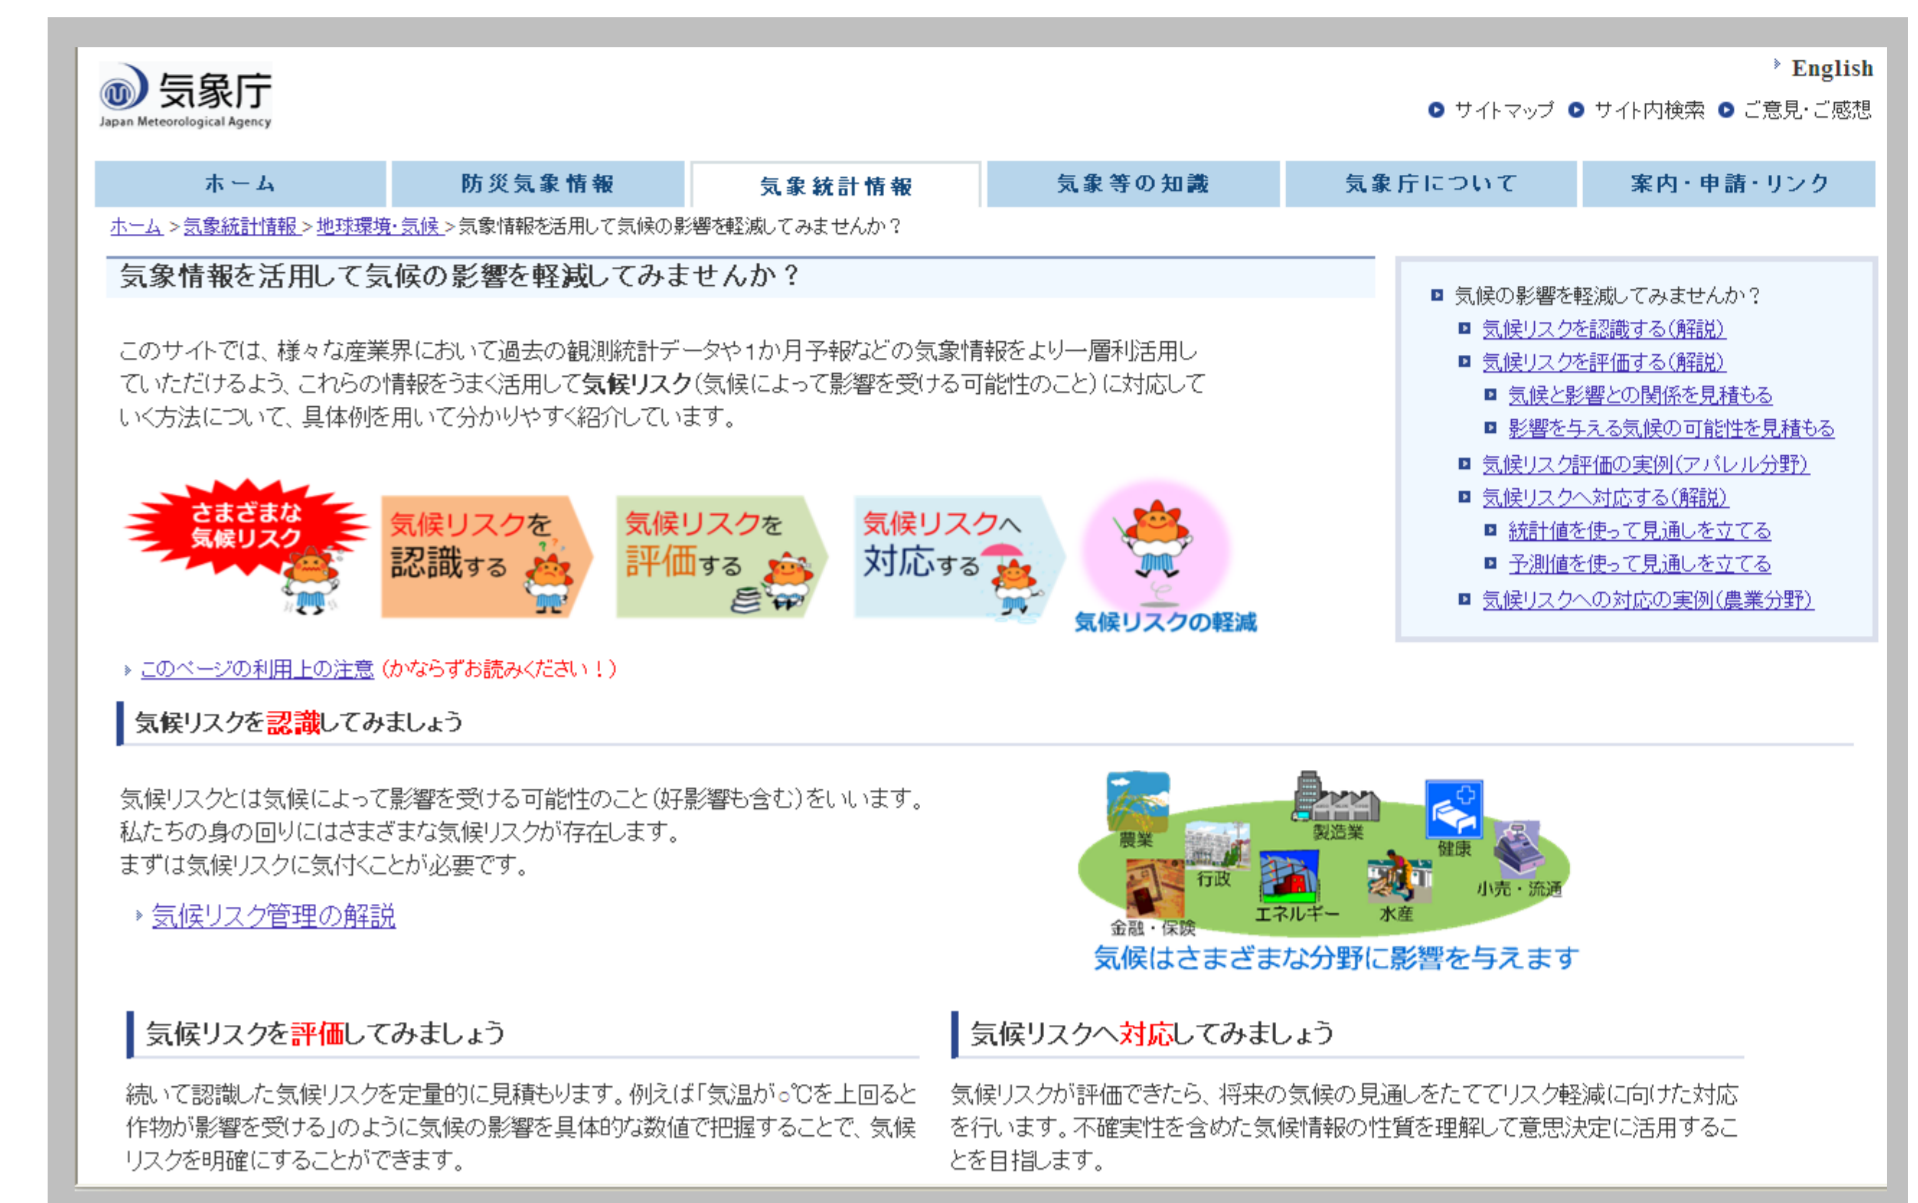 気象庁
Japan Meteorological Agency
English
サイトマップ サイト内検索 ご意見・ご感想
ホーム 防災気象情報 気象統計情報 気象等の知識 気象庁について 案内・申請・リンク
ホーム > 気象統計情報 > 地球環境・気候 > 気象情報を活用して気候の影響を軽減してみませんか？
気象情報を活用して気候の影響を軽減してみませんか？
このサイトでは、様々な産業界において過去の観測統計データや1か月予報などの気象情報をより一層利活用し
ていただけるよう、これらの情報をうまく活用して気候リスク(気候によって影響を受ける可能性のこと)に対応して
いく方法について、具体例を用いて分かりやすく紹介しています。
気候の影響を軽減してみませんか？
気候リスクを認識する(解説)
気候リスクを評価する(解説)
気候と影響との関係を見積もる
影響を与える気候の可能性を見積もる
気候リスク評価の実例(アパレル分野)
気候リスクへ対応する(解説)
統計値を使って見通しを立てる
予測値を使って見通しを立てる
気候リスクへの対応の実例(農業分野)
さまざまな
気候リスク
気候リスクを
認識する
気候リスクを
評価する
気候リスクへ
対応する
気候リスクの軽減
このページの利用上の注意 (かならずお読みください！)
気候リスクを認識してみましょう
気候リスクとは気候によって影響を受ける可能性のこと(好影響も含む)をいいます。
私たちの身の回りにはさまざまな気候リスクが存在します。
まずは気候リスクに気付くことが必要です。
気候リスク管理の解説
農業
製造業
健康
行政
小売・流通
エネルギー
水産
金融・保険
気候はさまざまな分野に影響を与えます
気候リスクを評価してみましょう
続いて認識した気候リスクを定量的に見積もります。例えば「気温が○℃を上回ると
作物が影響を受ける」のように気候の影響を具体的な数値で把握することで、気候
リスクを明確にすることができます。
気候リスクへ対応してみましょう
気候リスクが評価できたら、将来の気候の見通しをたててリスク軽減に向けた対応
を行います。不確実性を含めた気候情報の性質を理解して意思決定に活用するこ
とを目指します。